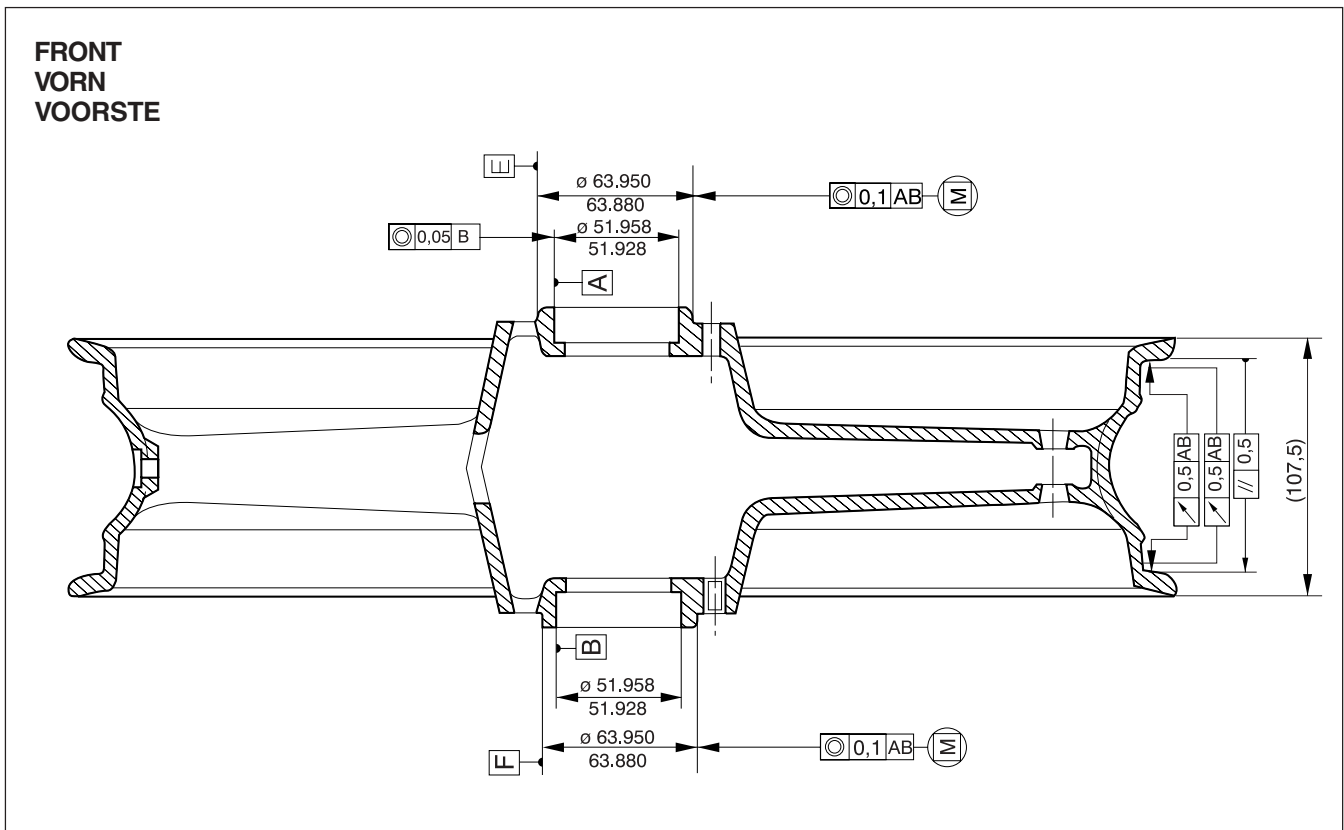 FRONT
VORN
VOORSTE
E
ø 63.950
63.880
◎ 0,1 AB Ⓜ
◎ 0,05 B
ø 51.958
51.928
A
0,5 AB
0,5 AB
// 0,5
(107,5)
B
ø 51.958
51.928
F
ø 63.950
63.880
◎ 0,1 AB Ⓜ